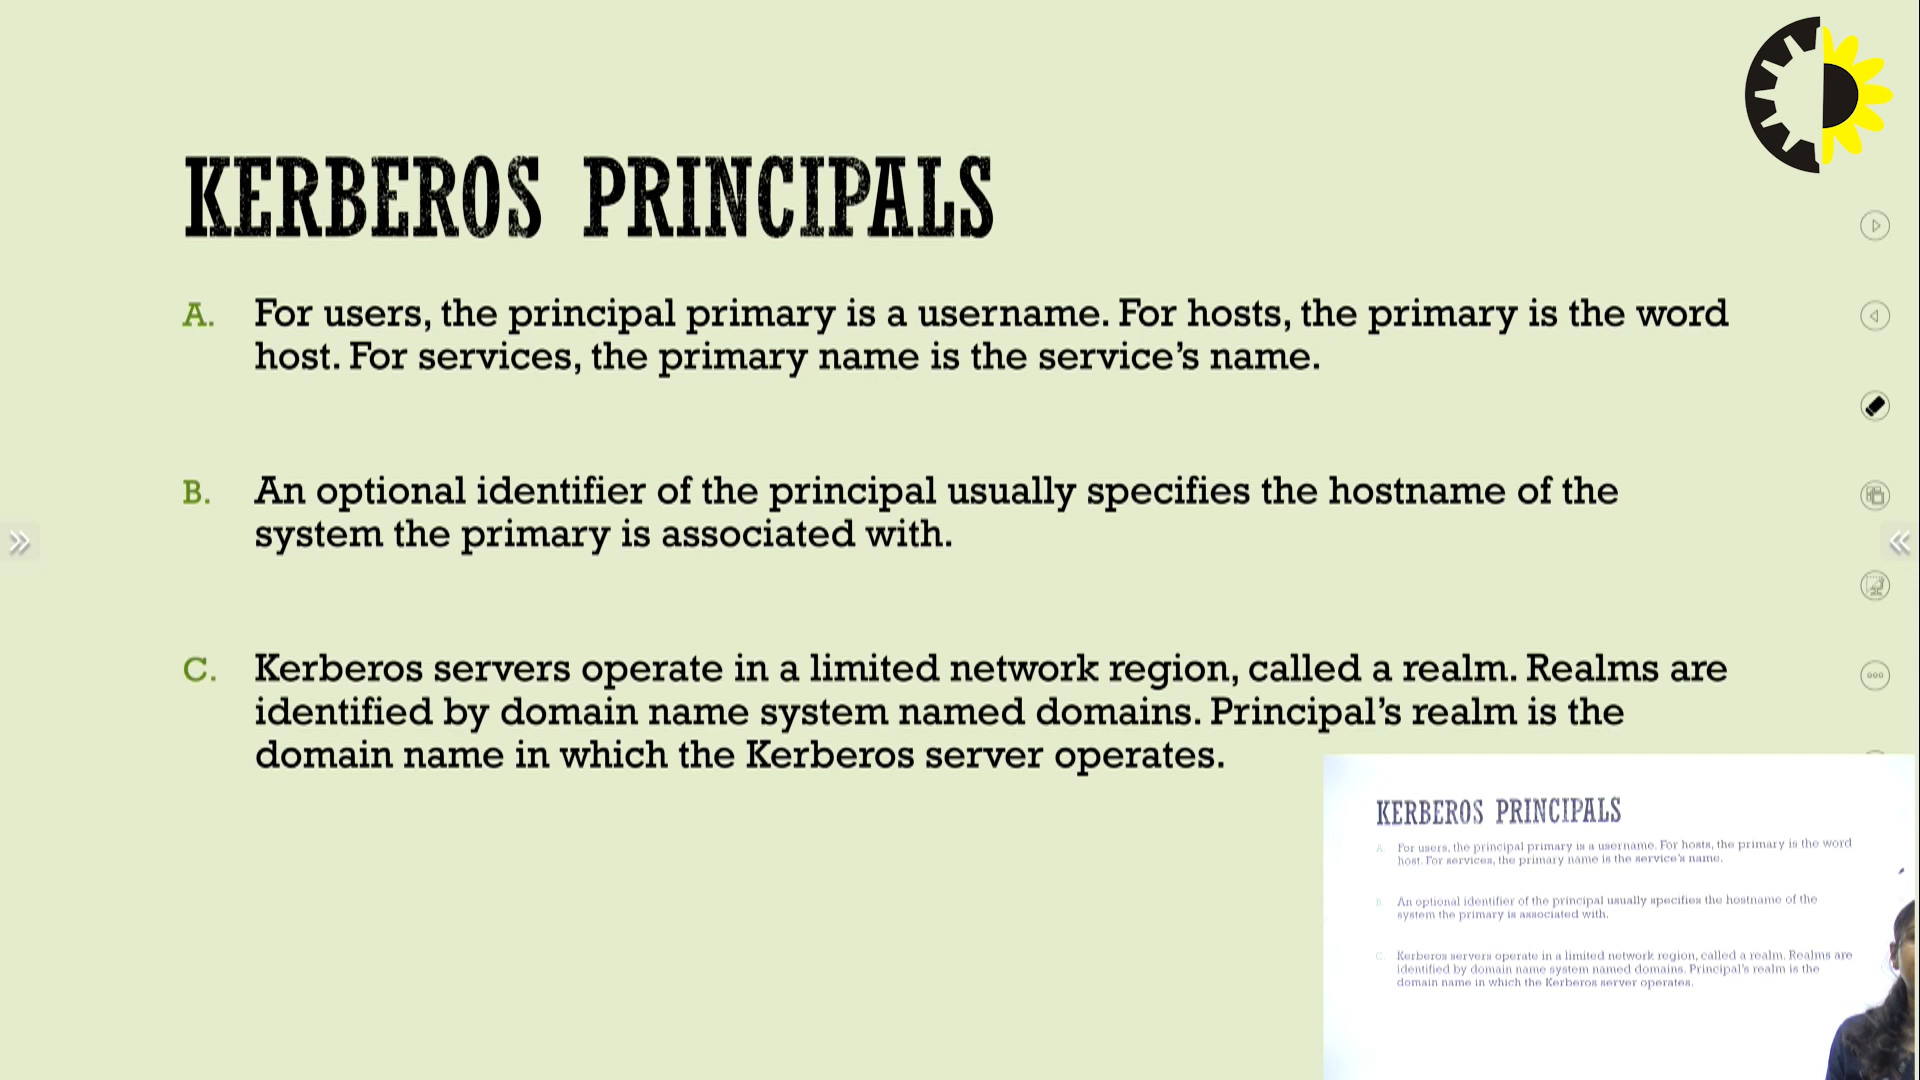 KERBEROS PRINCIPALS
A. For users, the principal primary is a username. For hosts, the primary is the word
host. For services, the primary name is the service's name.
B. An optional identifier of the principal usually specifies the hostname of the
system the primary is associated with.
C. Kerberos servers operate in a limited network region, called a realm. Realms are
identified by domain name system named domains. Principal's realm is the
domain name in which the Kerberos server operates.
KERBEROS PRINCIPALS
A. For users, the principal primary is a username. For hosts, the primary is the word
host. For services, the primary name is the service's name.
B. An optional identifier of the principal usually specifies the hostname of the
system the primary is associated with.
C. Kerberos servers operate in a limited network region, called a realm. Realms are
identified by domain name system named domains. Principal's realm is the
domain name in which the Kerberos server operates.